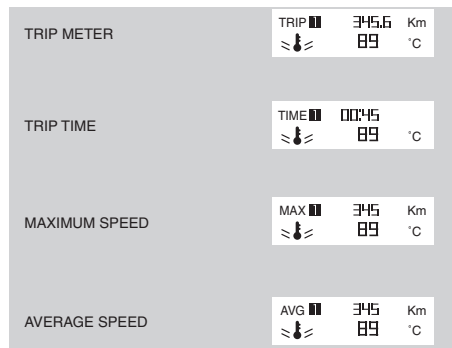 TRIP METER
TRIP 1 345.6 Km
89 °C
TRIP TIME
TIME 1 00:45
89 °C
MAXIMUM SPEED
MAX 1 345 Km
89 °C
AVERAGE SPEED
AVG 1 345 Km
89 °C